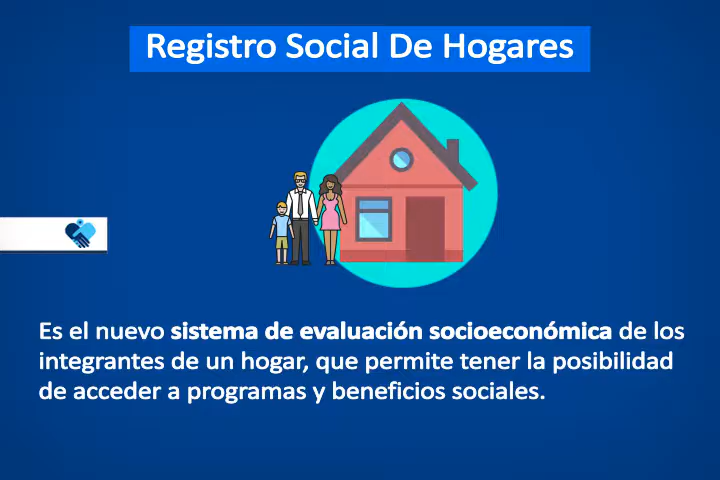 Registro Social De Hogares
Es el nuevo sistema de evaluación socioeconómica de los
integrantes de un hogar, que permite tener la posibilidad
de acceder a programas y beneficios sociales.